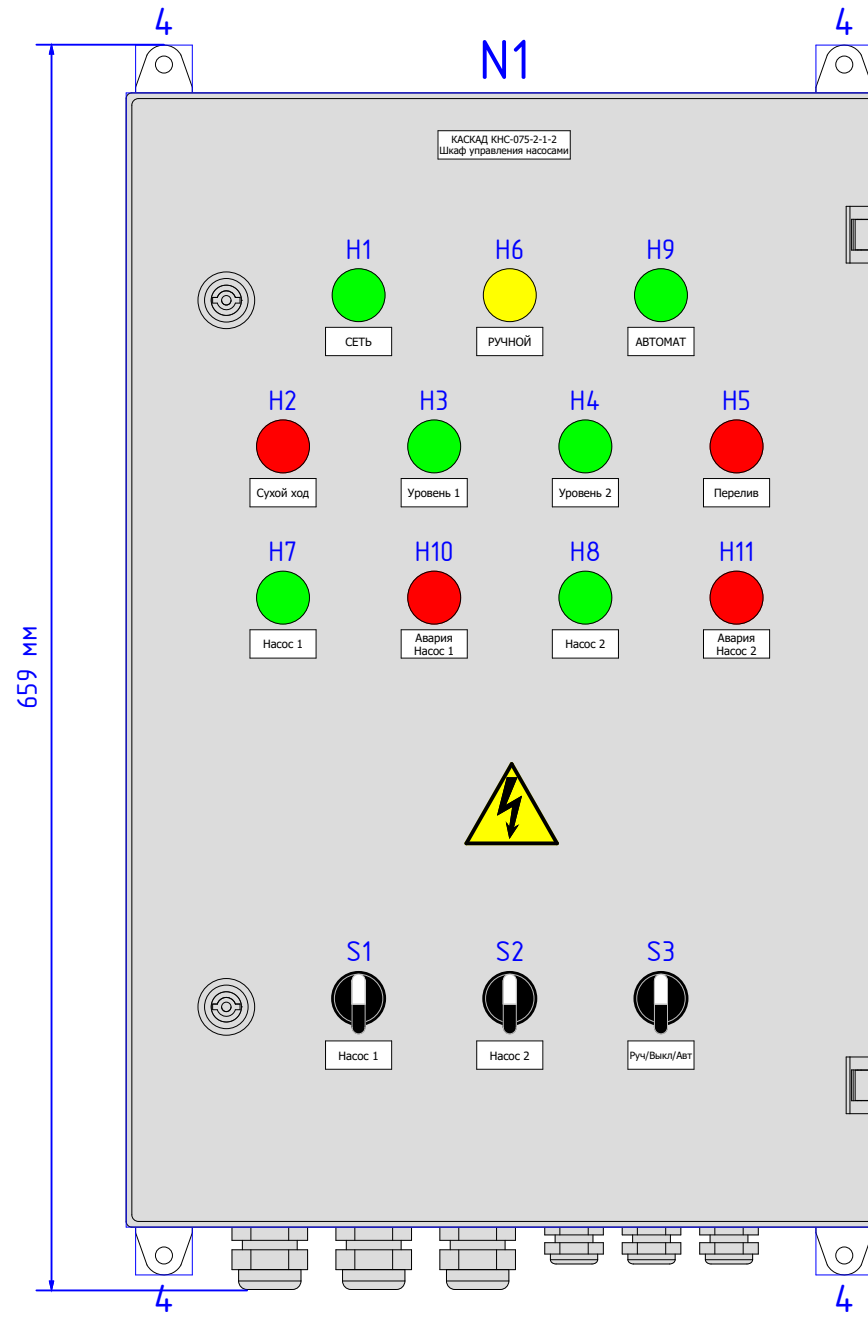 4
4
N1
КАСКАД КНС-075-2-1-2
Шкаф управления насосами
H1
H6
H9
СЕТЬ
РУЧНОЙ
АВТОМАТ
H2
H3
H4
H5
Сухой ход
Уровень 1
Уровень 2
Перелив
H7
H10
H8
H11
Насос 1
Авария
Насос 1
Насос 2
Авария
Насос 2
659 мм
S1
S2
S3
Насос 1
Насос 2
Руч/Выкл/Авт
4
4